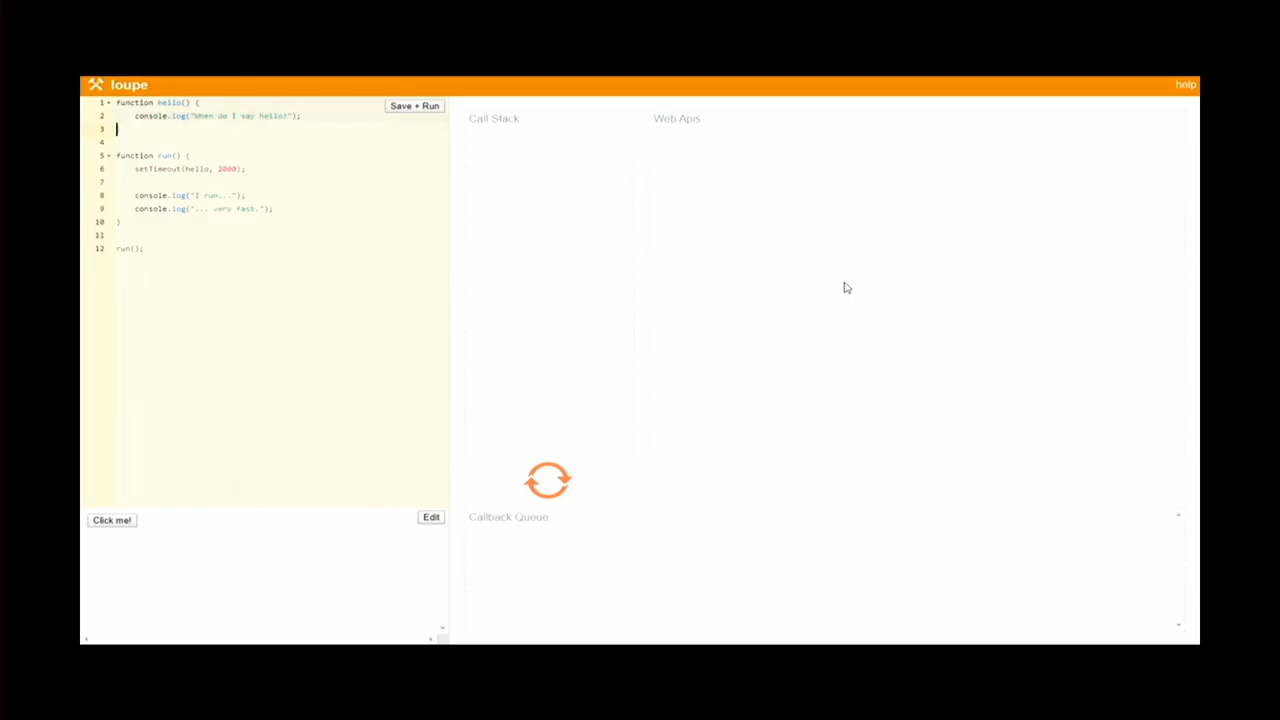 loupe
help
1 function hello() {
2 console.log("When do I say hello?");
3
4
5 function run() {
6 setTimeout(hello, 2000);
7
8 console.log("I run...");
9 console.log("... very fast.");
10 }
11
12 run();
Save + Run
Call Stack
Web Apis
Click me!
Edit
Callback Queue